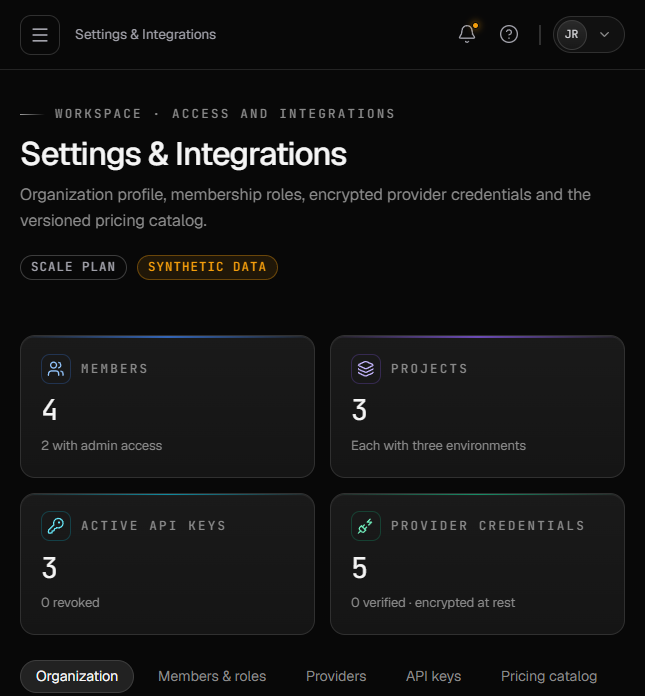 Settings & Integrations
JR
WORKSPACE · ACCESS AND INTEGRATIONS
Settings & Integrations
Organization profile, membership roles, encrypted provider credentials and the
versioned pricing catalog.
SCALE PLAN
SYNTHETIC DATA
MEMBERS
4
2 with admin access
PROJECTS
3
Each with three environments
ACTIVE API KEYS
3
0 revoked
PROVIDER CREDENTIALS
5
0 verified · encrypted at rest
Organization
Members & roles
Providers
API keys
Pricing catalog